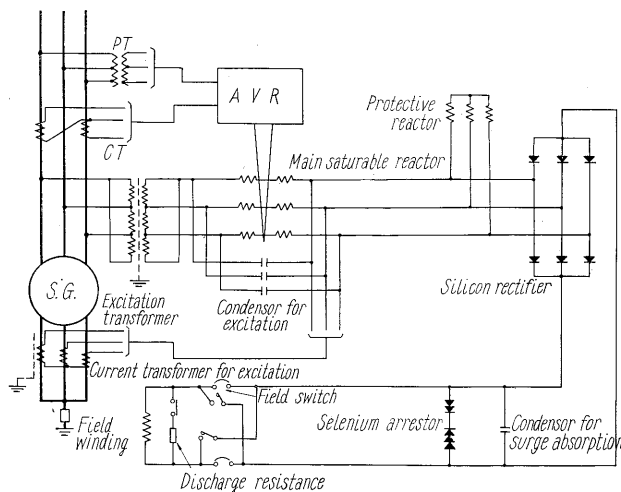 PT
AVR
Protective
reactor
CT
Main saturable reactor
S.G.
Excitation
transformer
Condensor for
excitation
Silicon rectifier
Current transformer for excitation
Field switch
Field
winding
Selenium arrestor
Condensor for
surge absorption
Discharge resistance